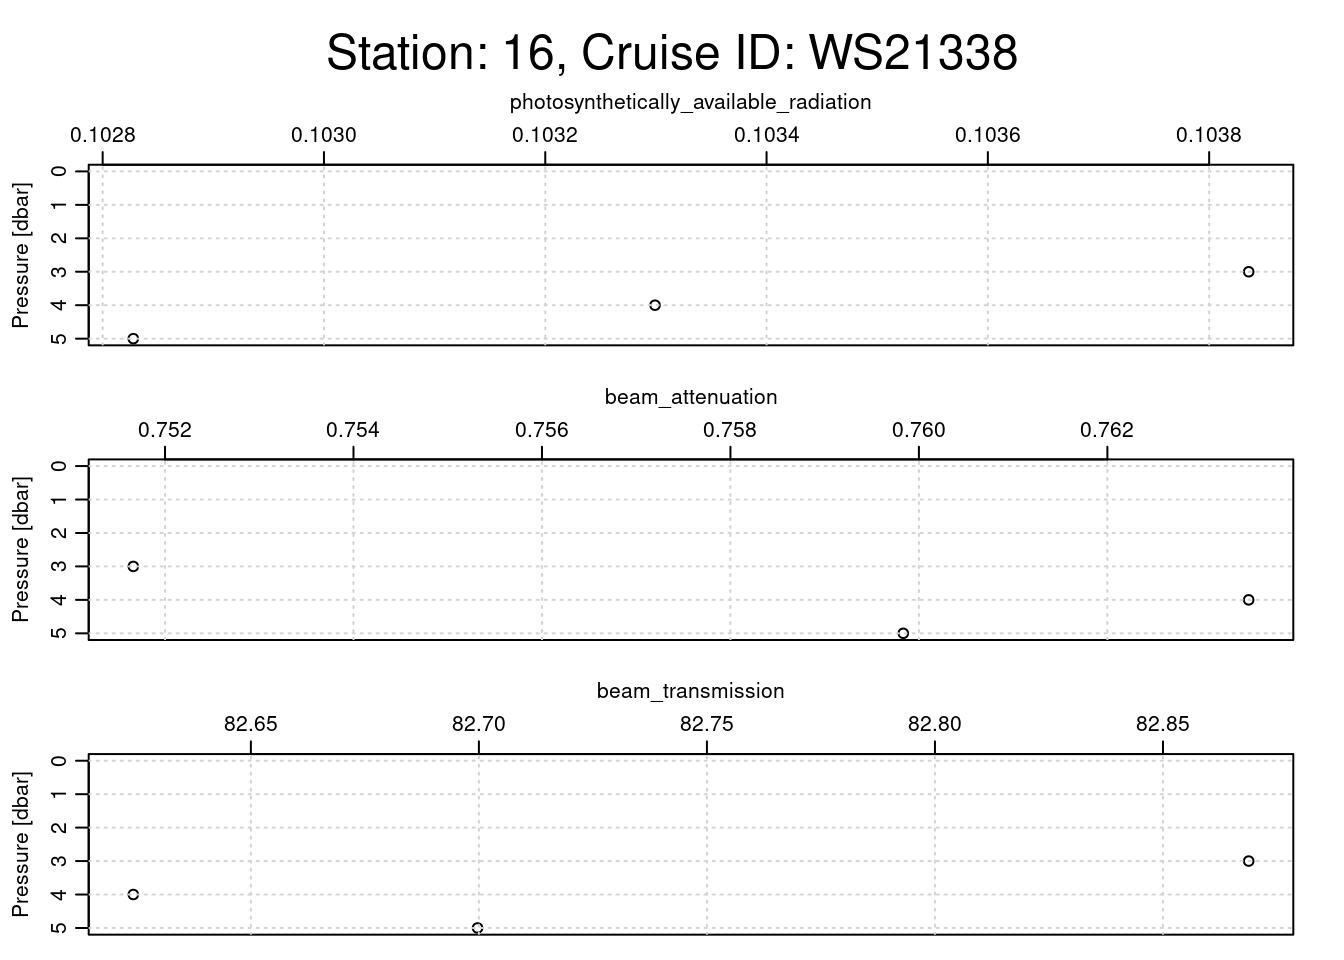 Station: 16, Cruise ID: WS21338
photosynthetically_available_radiation
0.1028 0.1030 0.1032 0.1034 0.1036 0.1038
Pressure [dbar]
0
1
2
3
4
5
beam_attenuation
0.752 0.754 0.756 0.758 0.760 0.762
Pressure [dbar]
0
1
2
3
4
5
beam_transmission
82.65 82.70 82.75 82.80 82.85
Pressure [dbar]
0
1
2
3
4
5